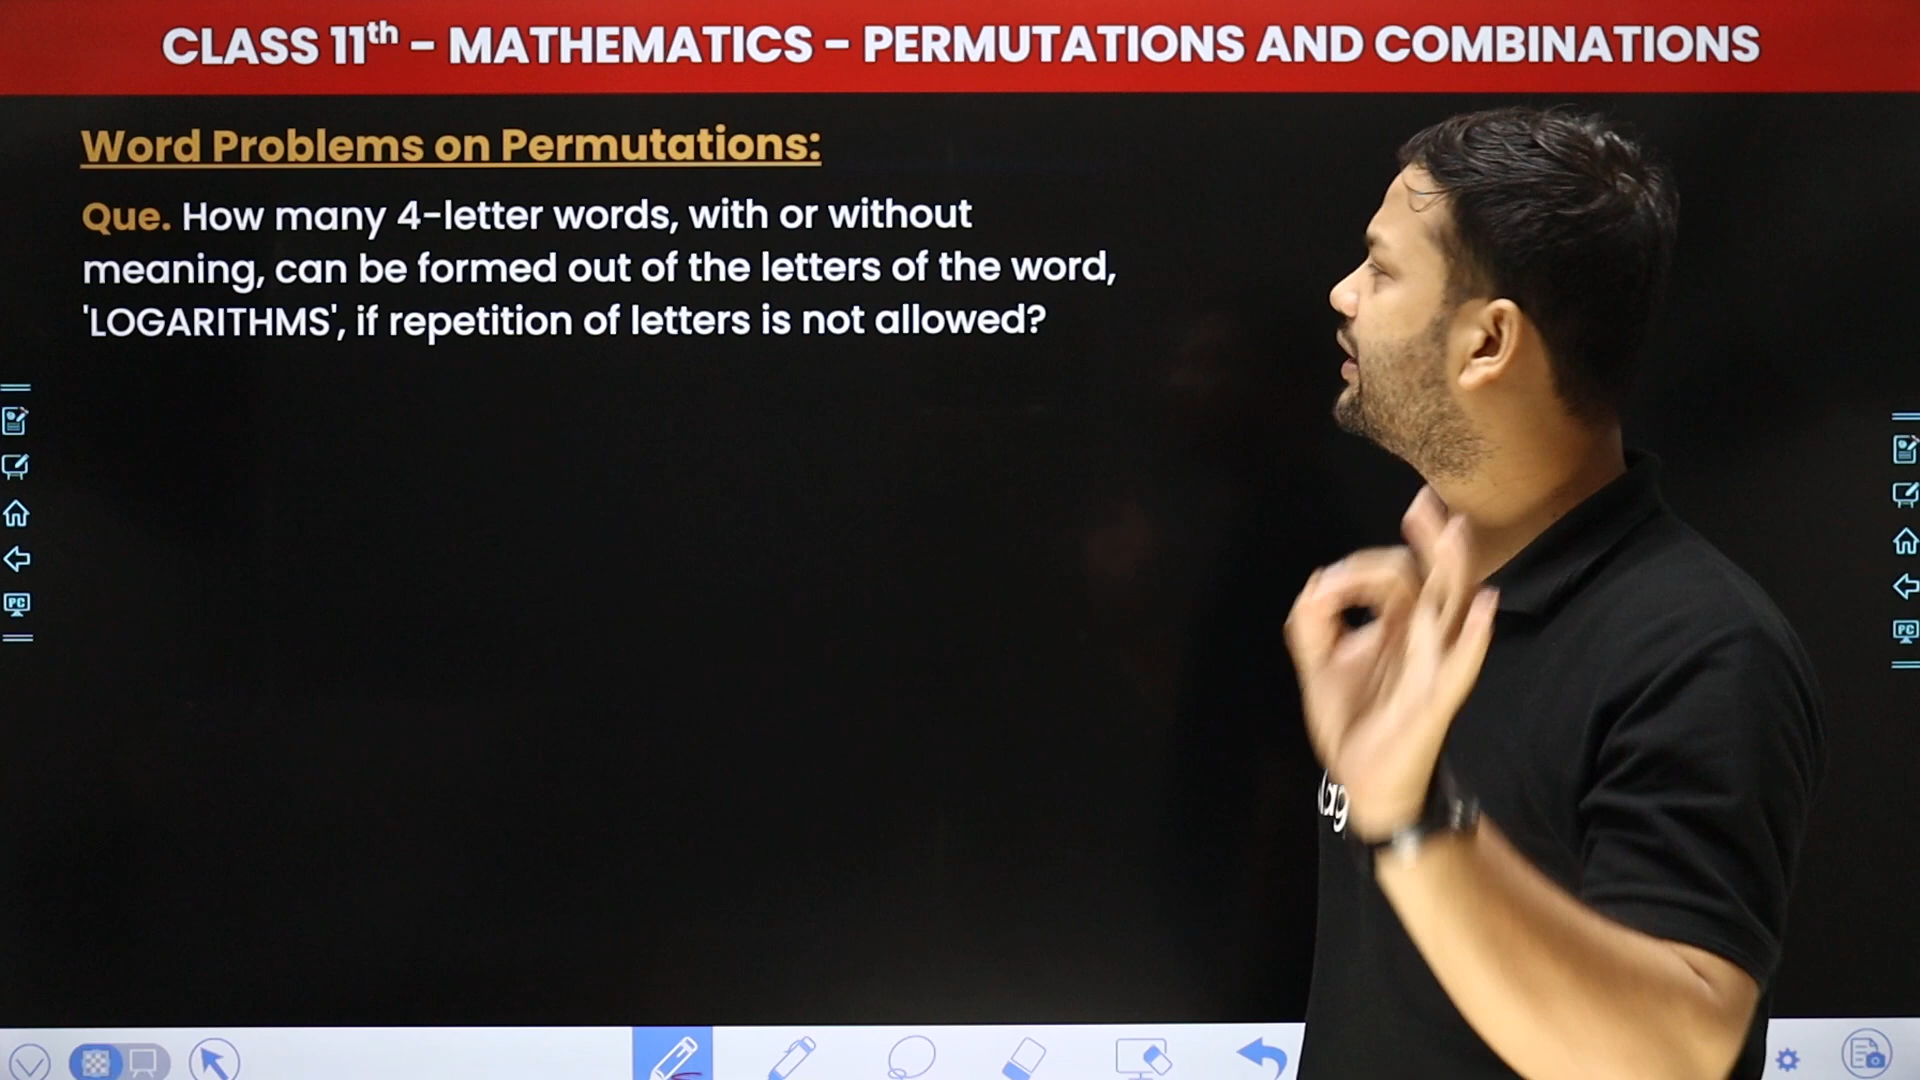 CLASS 11th - MATHEMATICS - PERMUTATIONS AND COMBINATIONS
Word Problems on Permutations:
Que. How many 4-letter words, with or without
meaning, can be formed out of the letters of the word,
'LOGARITHMS', if repetition of letters is not allowed?
PC
PC